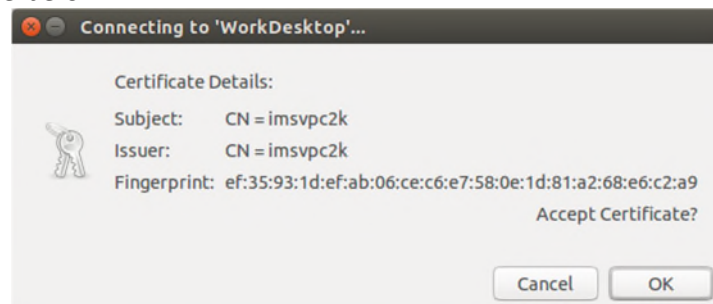 Connecting to 'WorkDesktop'...
Certificate Details:
Subject: CN = imsvpc2k
Issuer: CN = imsvpc2k
Fingerprint: ef:35:93:1d:ef:ab:06:ce:c6:e7:58:0e:1d:81:a2:68:e6:c2:a9
Accept Certificate?
Cancel OK